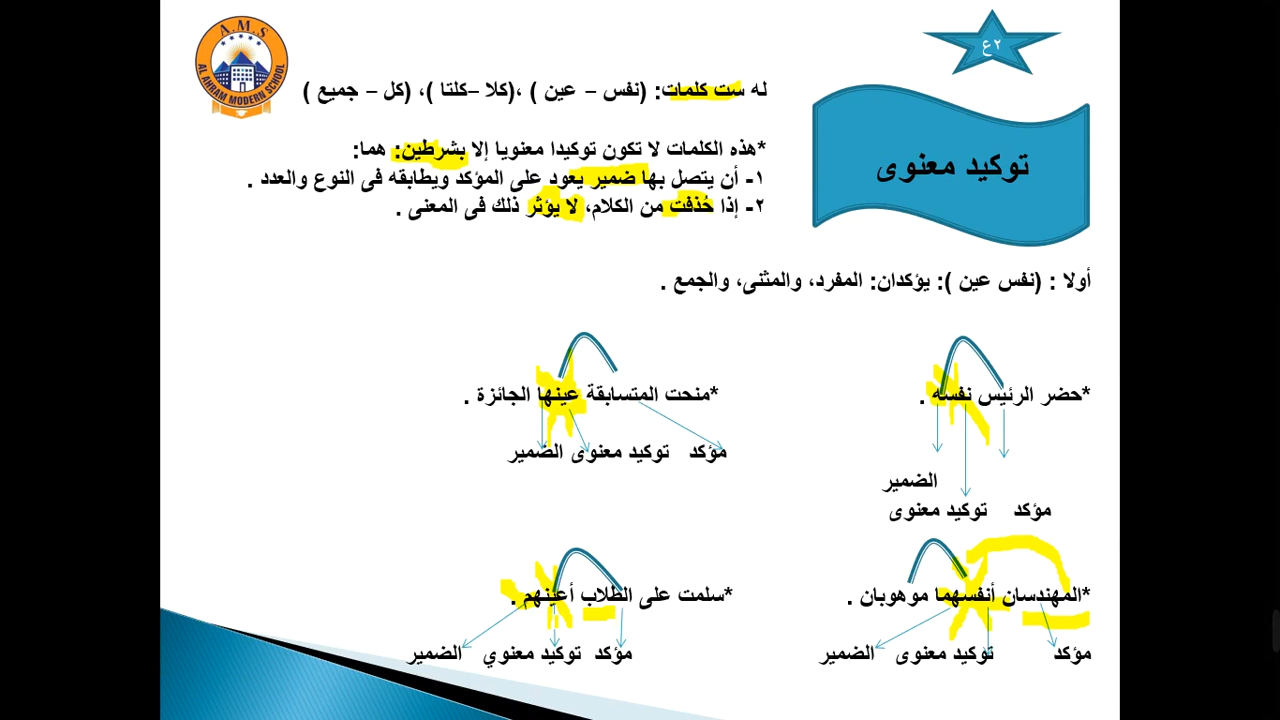 A.M.S
AL AHRAM MODERN SCHOOL
٢ع
توكيد معنوى
له ست كلمات: (نفس – عين ) ،(كلا –كلتا )، (كل – جميع )
*هذه الكلمات لا تكون توكيدا معنويا إلا بشرطين: هما:
١- أن يتصل بها ضمير يعود على المؤكد ويطابقه فى النوع والعدد .
٢- إذا حُذفت من الكلام، لا يؤثر ذلك فى المعنى .
أولا : (نفس عين ): يؤكدان: المفرد، والمثنى، والجمع .
*حضر الرئيس نفسه .
الضمير
مؤكد توكيد معنوى
*منحت المتسابقة عينها الجائزة .
مؤكد توكيد معنوى الضمير
*المهندسان أنفسهما موهوبان .
مؤكد توكيد معنوى الضمير
*سلمت على الطلاب أعينهم .
مؤكد توكيد معنوي الضمير